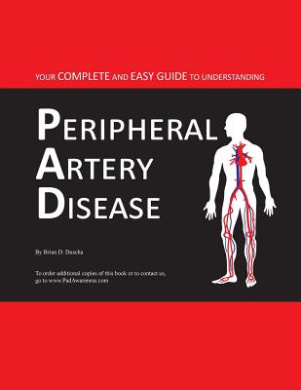 YOUR COMPLETE AND EASY GUIDE TO UNDERSTANDING
PERIPHERAL
ARTERY
DISEASE
By Brian D. Duscha
To order additional copies of this book or to contact us,
go to www.PadAwareness.com